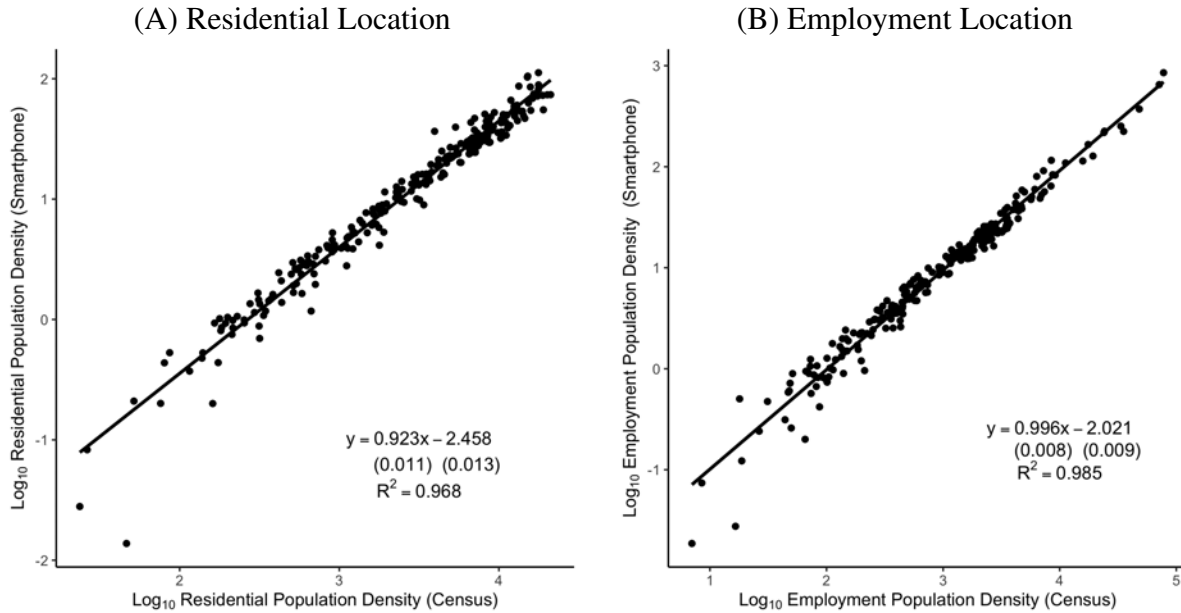 (A) Residential Location
2
1
0
-1
-2
2
3
4
Log10 Residential Population Density (Smartphone)
Log10 Residential Population Density (Census)
y = 0.923x − 2.458
(0.011) (0.013)
R2 = 0.968
(B) Employment Location
3
2
1
0
-1
1
2
3
4
5
Log10 Employment Population Density (Smartphone)
Log10 Employment Population Density (Census)
y = 0.996x − 2.021
(0.008) (0.009)
R2 = 0.985